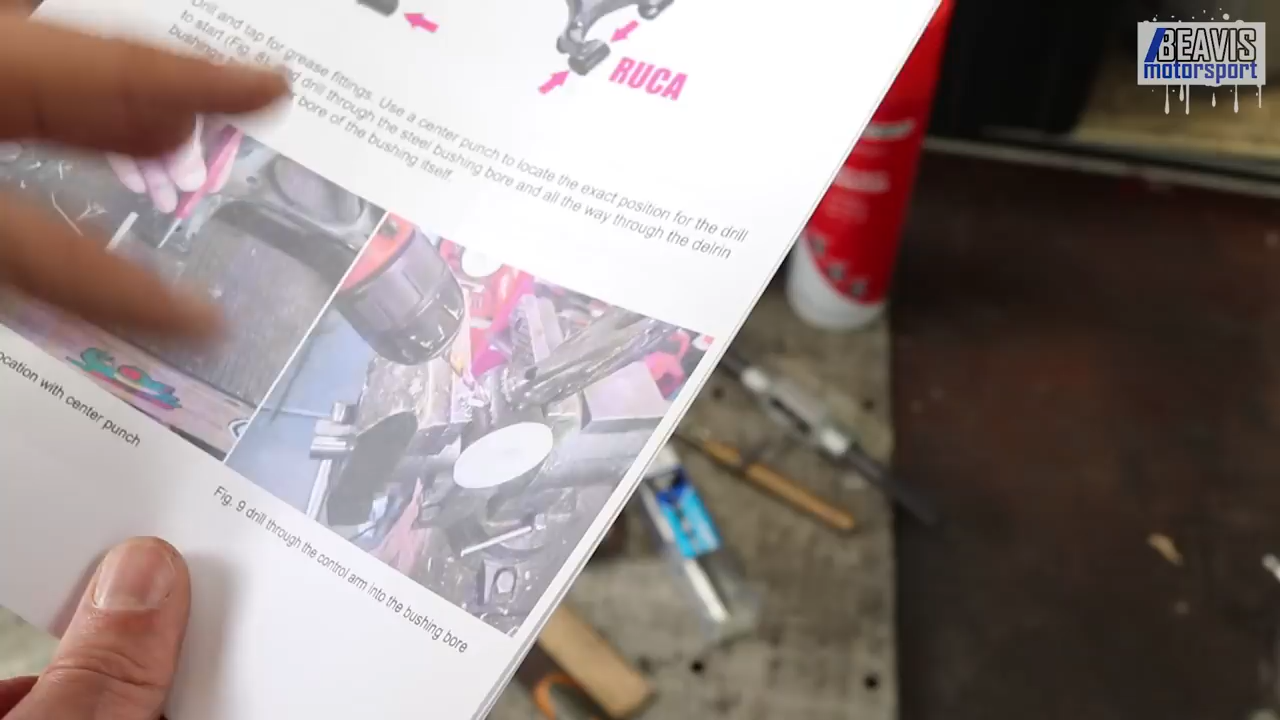 BEAVIS
motorsport
RUCA
Drill and tap for grease fittings. Use a center punch to locate the exact position for the drill
to start (Fig. 8), and drill through the steel bushing bore and all the way through the delrin
bushings bore of the bushing itself.
location with center punch
Fig. 9 drill through the control arm into the bushing bore